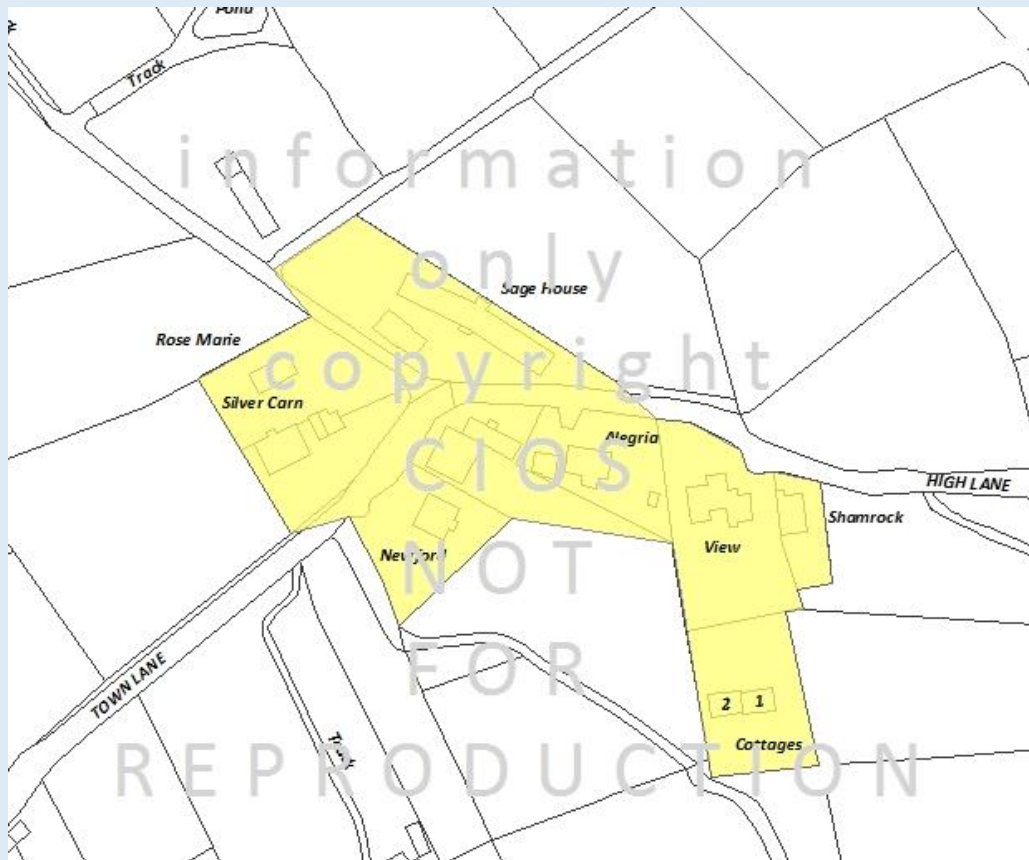 Pond
Track
information
only
Sage House
Rose Marie
copyright
Silver Carn
Alegria
CIOS
HIGH LANE
Shamrock
View
Newford
NOT
FOR
TOWN LANE
2 1
Track
Cottages
REPRODUCTION